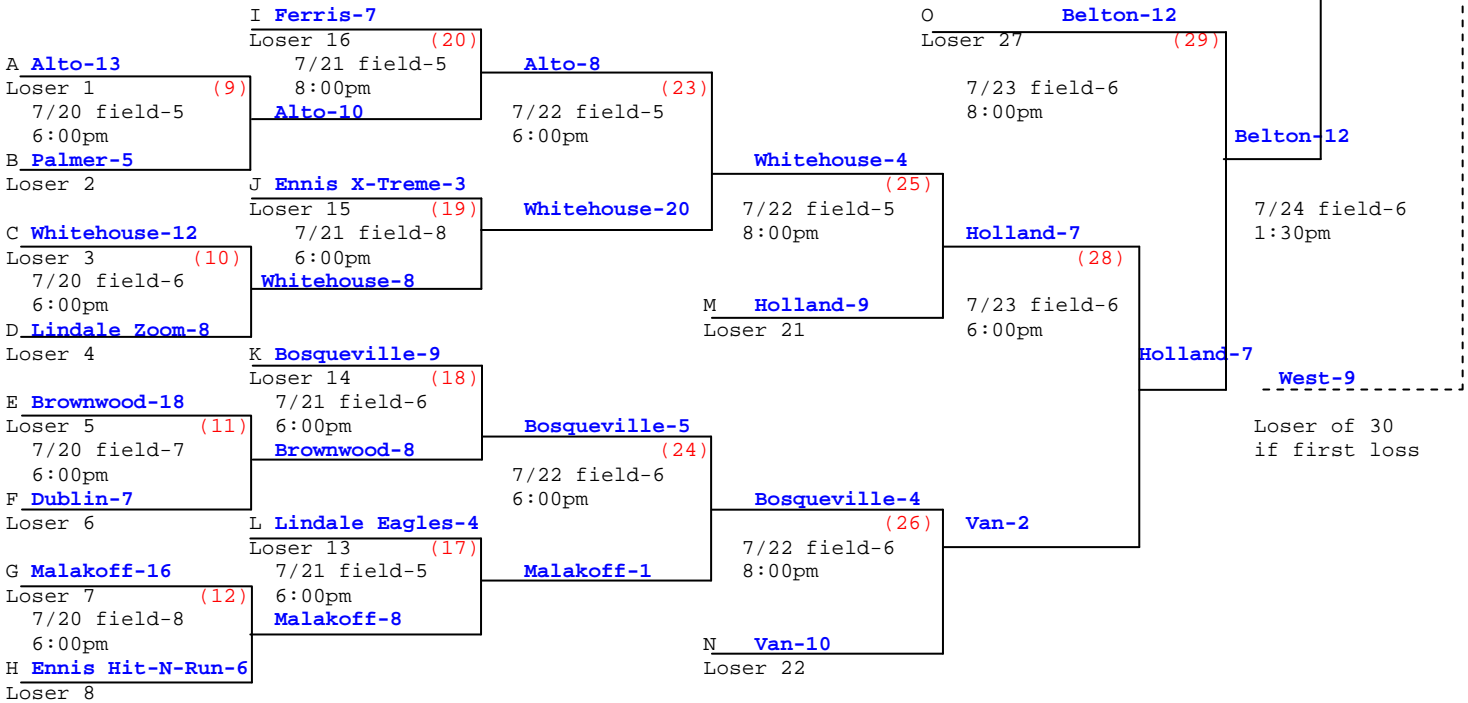 I Ferris-7
Loser 16 (20)
7/21 field-5
8:00pm
Alto-10
A Alto-13
Loser 1 (9)
7/20 field-5
6:00pm
B Palmer-5
Loser 2
J Ennis X-Treme-3
Loser 15 (19)
7/21 field-8
6:00pm
Whitehouse-8
C Whitehouse-12
Loser 3 (10)
7/20 field-6
6:00pm
D Lindale Zoom-8
Loser 4
K Bosqueville-9
Loser 14 (18)
7/21 field-6
6:00pm
Brownwood-8
E Brownwood-18
Loser 5 (11)
7/20 field-7
6:00pm
F Dublin-7
Loser 6
L Lindale Eagles-4
Loser 13 (17)
7/21 field-5
6:00pm
Malakoff-8
G Malakoff-16
Loser 7 (12)
7/20 field-8
6:00pm
H Ennis Hit-N-Run-6
Loser 8
Alto-8
(23)
7/22 field-5
6:00pm
Whitehouse-20
Bosqueville-5
(24)
7/22 field-6
6:00pm
Malakoff-1
Whitehouse-4
(25)
7/22 field-5
8:00pm
M Holland-9
Loser 21
Bosqueville-4
(26)
7/22 field-6
8:00pm
N Van-10
Loser 22
Holland-7
(28)
7/23 field-6
6:00pm
Van-2
O Belton-12
Loser 27 (29)
7/23 field-6
8:00pm
Holland-7
Belton-12
7/24 field-6
1:30pm
West-9
Loser of 30
if first loss